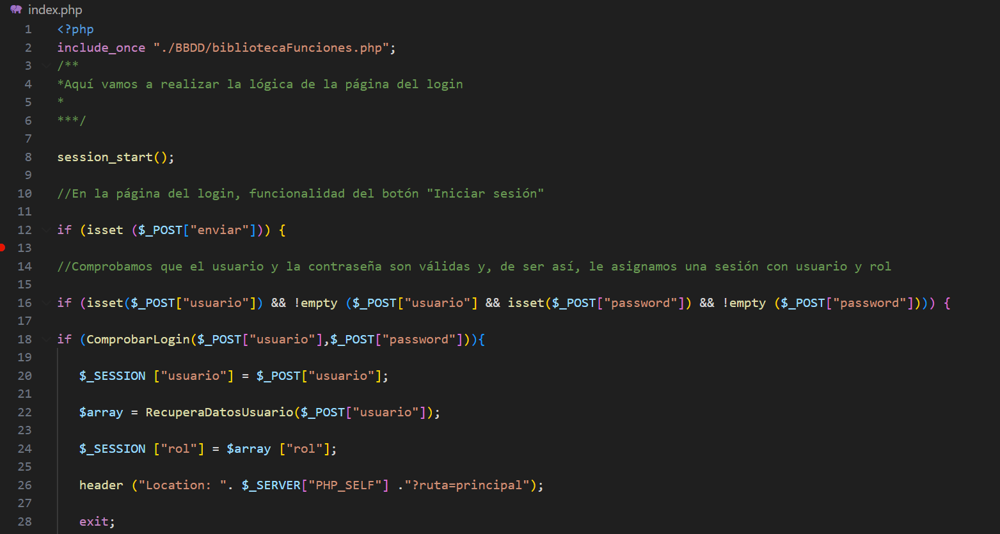 index.php
1 <?php
2 include_once "./BBDD/bibliotecaFunciones.php";
3 /**
4 *Aquí vamos a realizar la lógica de la página del login
5 *
6 ***/
7
8 session_start();
9
10 //En la página del login, funcionalidad del botón "Iniciar sesión"
11
12 if (isset ($_POST["enviar"])) {
13
14 //Comprobamos que el usuario y la contraseña son válidas y, de ser así, le asignamos una sesión con usuario y rol
15
16 if (isset($_POST["usuario"]) && !empty ($_POST["usuario"] && isset($_POST["password"]) && !empty ($_POST["password"]))) {
17
18 if (ComprobarLogin($_POST["usuario"],$_POST["password"])){
19
20 $_SESSION ["usuario"] = $_POST["usuario"];
21
22 $array = RecuperaDatosUsuario($_POST["usuario"]);
23
24 $_SESSION ["rol"] = $array ["rol"];
25
26 header ("Location: ". $_SERVER["PHP_SELF"] ."?ruta=principal");
27
28 exit;